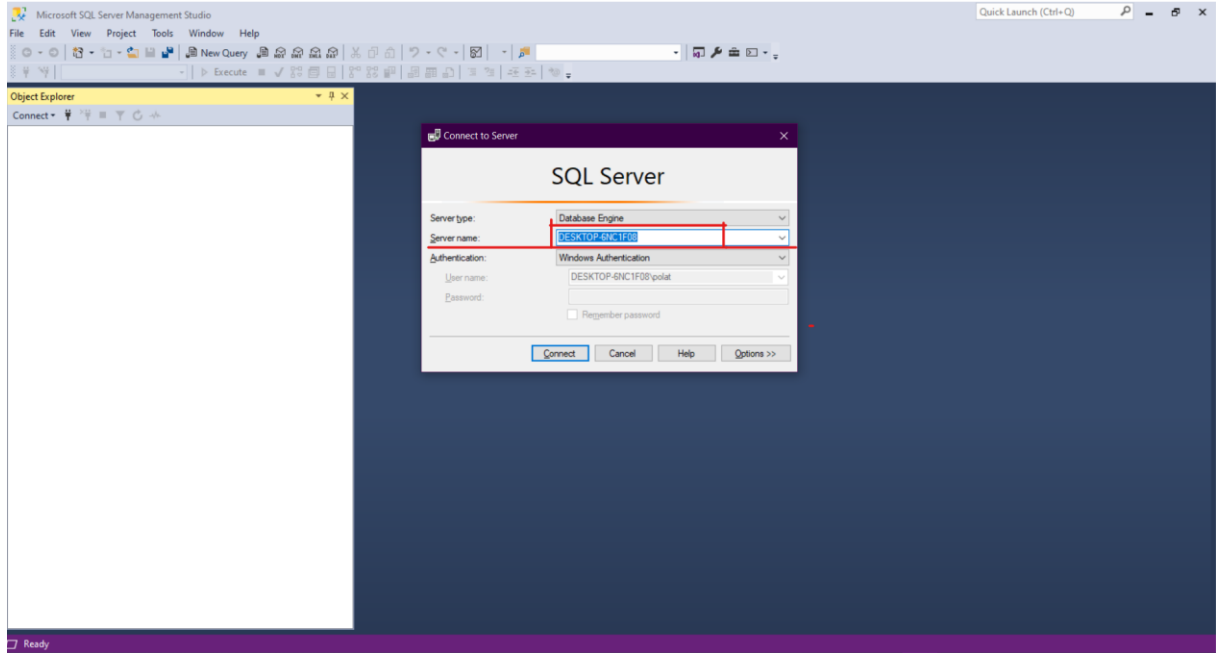 Microsoft SQL Server Management Studio
Quick Launch (Ctrl+Q)
File Edit View Project Tools Window Help
New Query
Execute
Object Explorer
Connect
Connect to Server
SQL Server
Server type: Database Engine
Server name: DESKTOP-6NC1F08
Authentication: Windows Authentication
User name: DESKTOP-6NC1F08\polat
Password:
Remember password
Connect Cancel Help Options >>
Ready